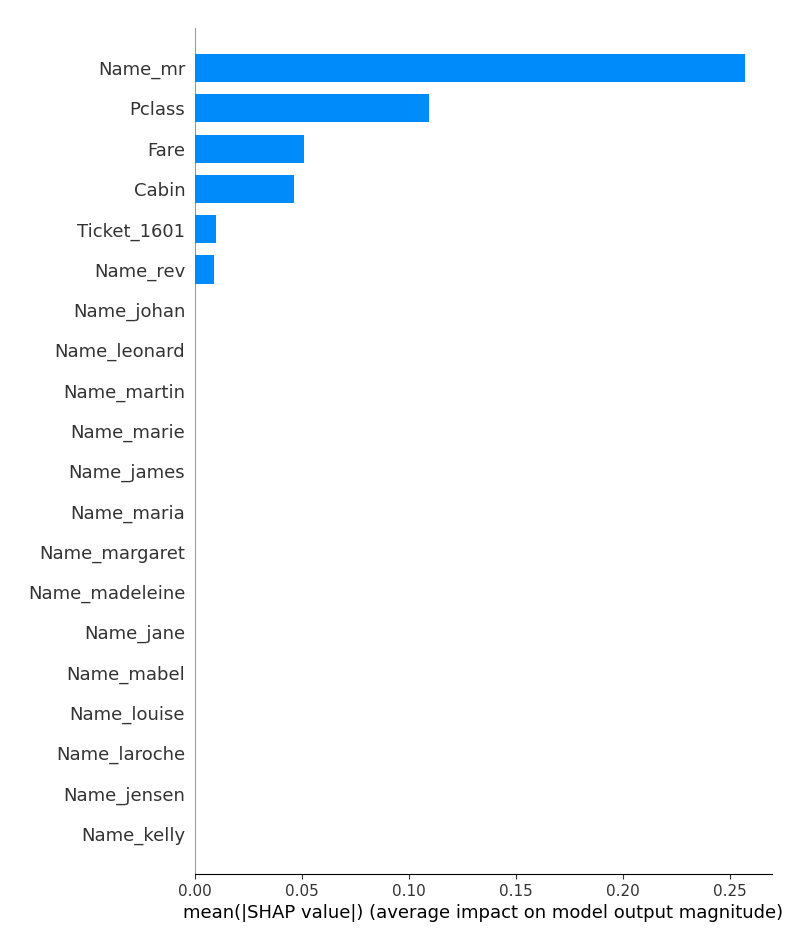 Name_mr
Pclass
Fare
Cabin
Ticket_1601
Name_rev
Name_johan
Name_leonard
Name_martin
Name_marie
Name_james
Name_maria
Name_margaret
Name_madeleine
Name_jane
Name_mabel
Name_louise
Name_laroche
Name_jensen
Name_kelly
0.00 0.05 0.10 0.15 0.20 0.25
mean(|SHAP value|) (average impact on model output magnitude)